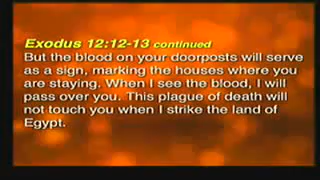 Exodus 12:12-13 continued
But the blood on your doorposts will serve
as a sign, marking the houses where you
are staying. When I see the blood, I will
pass over you. This plague of death will
not touch you when I strike the land of
Egypt.